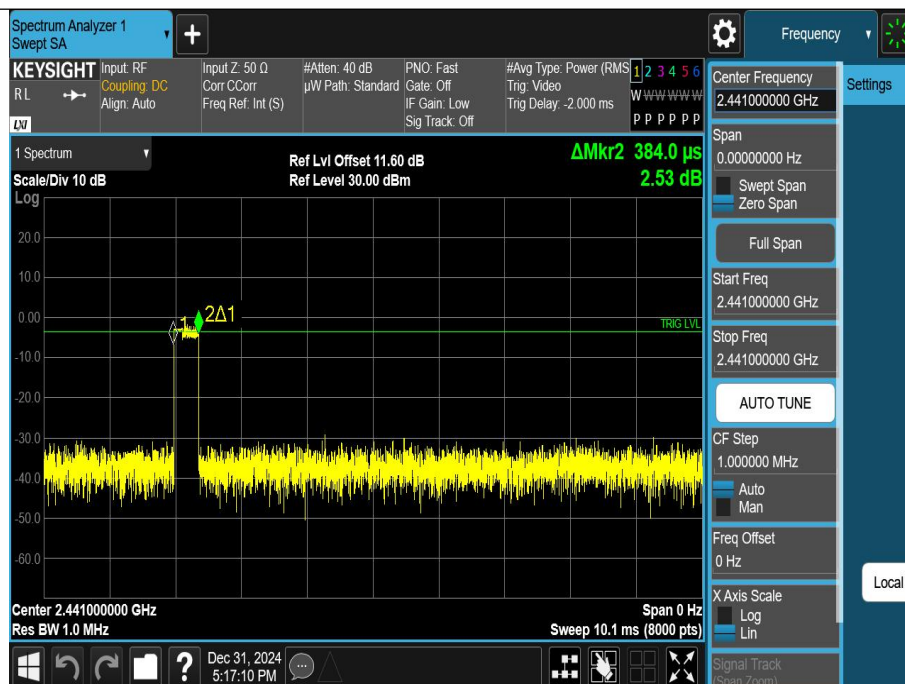 Spectrum Analyzer 1
Swept SA
+
Frequency
KEYSIGHT
RL
LXI
Input: RF
Coupling: DC
Align: Auto
Input Z: 50 Ω
Corr CCorr
Freq Ref: Int (S)
#Atten: 40 dB
µW Path: Standard
PNO: Fast
Gate: Off
IF Gain: Low
Sig Track: Off
#Avg Type: Power (RMS
Trig: Video
Trig Delay: -2.000 ms
1 2 3 4 5 6
W W W W W W
P P P P P P
1 Spectrum
Scale/Div 10 dB
Log
Ref Lvl Offset 11.60 dB
Ref Level 30.00 dBm
ΔMkr2 384.0 µs
2.53 dB
20.0
10.0
0.00
-10.0
-20.0
-30.0
-40.0
-50.0
-60.0
1
2Δ1
TRIG LVL
Center 2.441000000 GHz
Res BW 1.0 MHz
Span 0 Hz
Sweep 10.1 ms (8000 pts)
?
Dec 31, 2024
5:17:10 PM
Center Frequency
2.441000000 GHz
Span
0.00000000 Hz
Swept Span
Zero Span
Full Span
Start Freq
2.441000000 GHz
Stop Freq
2.441000000 GHz
AUTO TUNE
CF Step
1.000000 MHz
Auto
Man
Freq Offset
0 Hz
X Axis Scale
Log
Lin
Signal Track
(Span Zoom)
Settings
Local